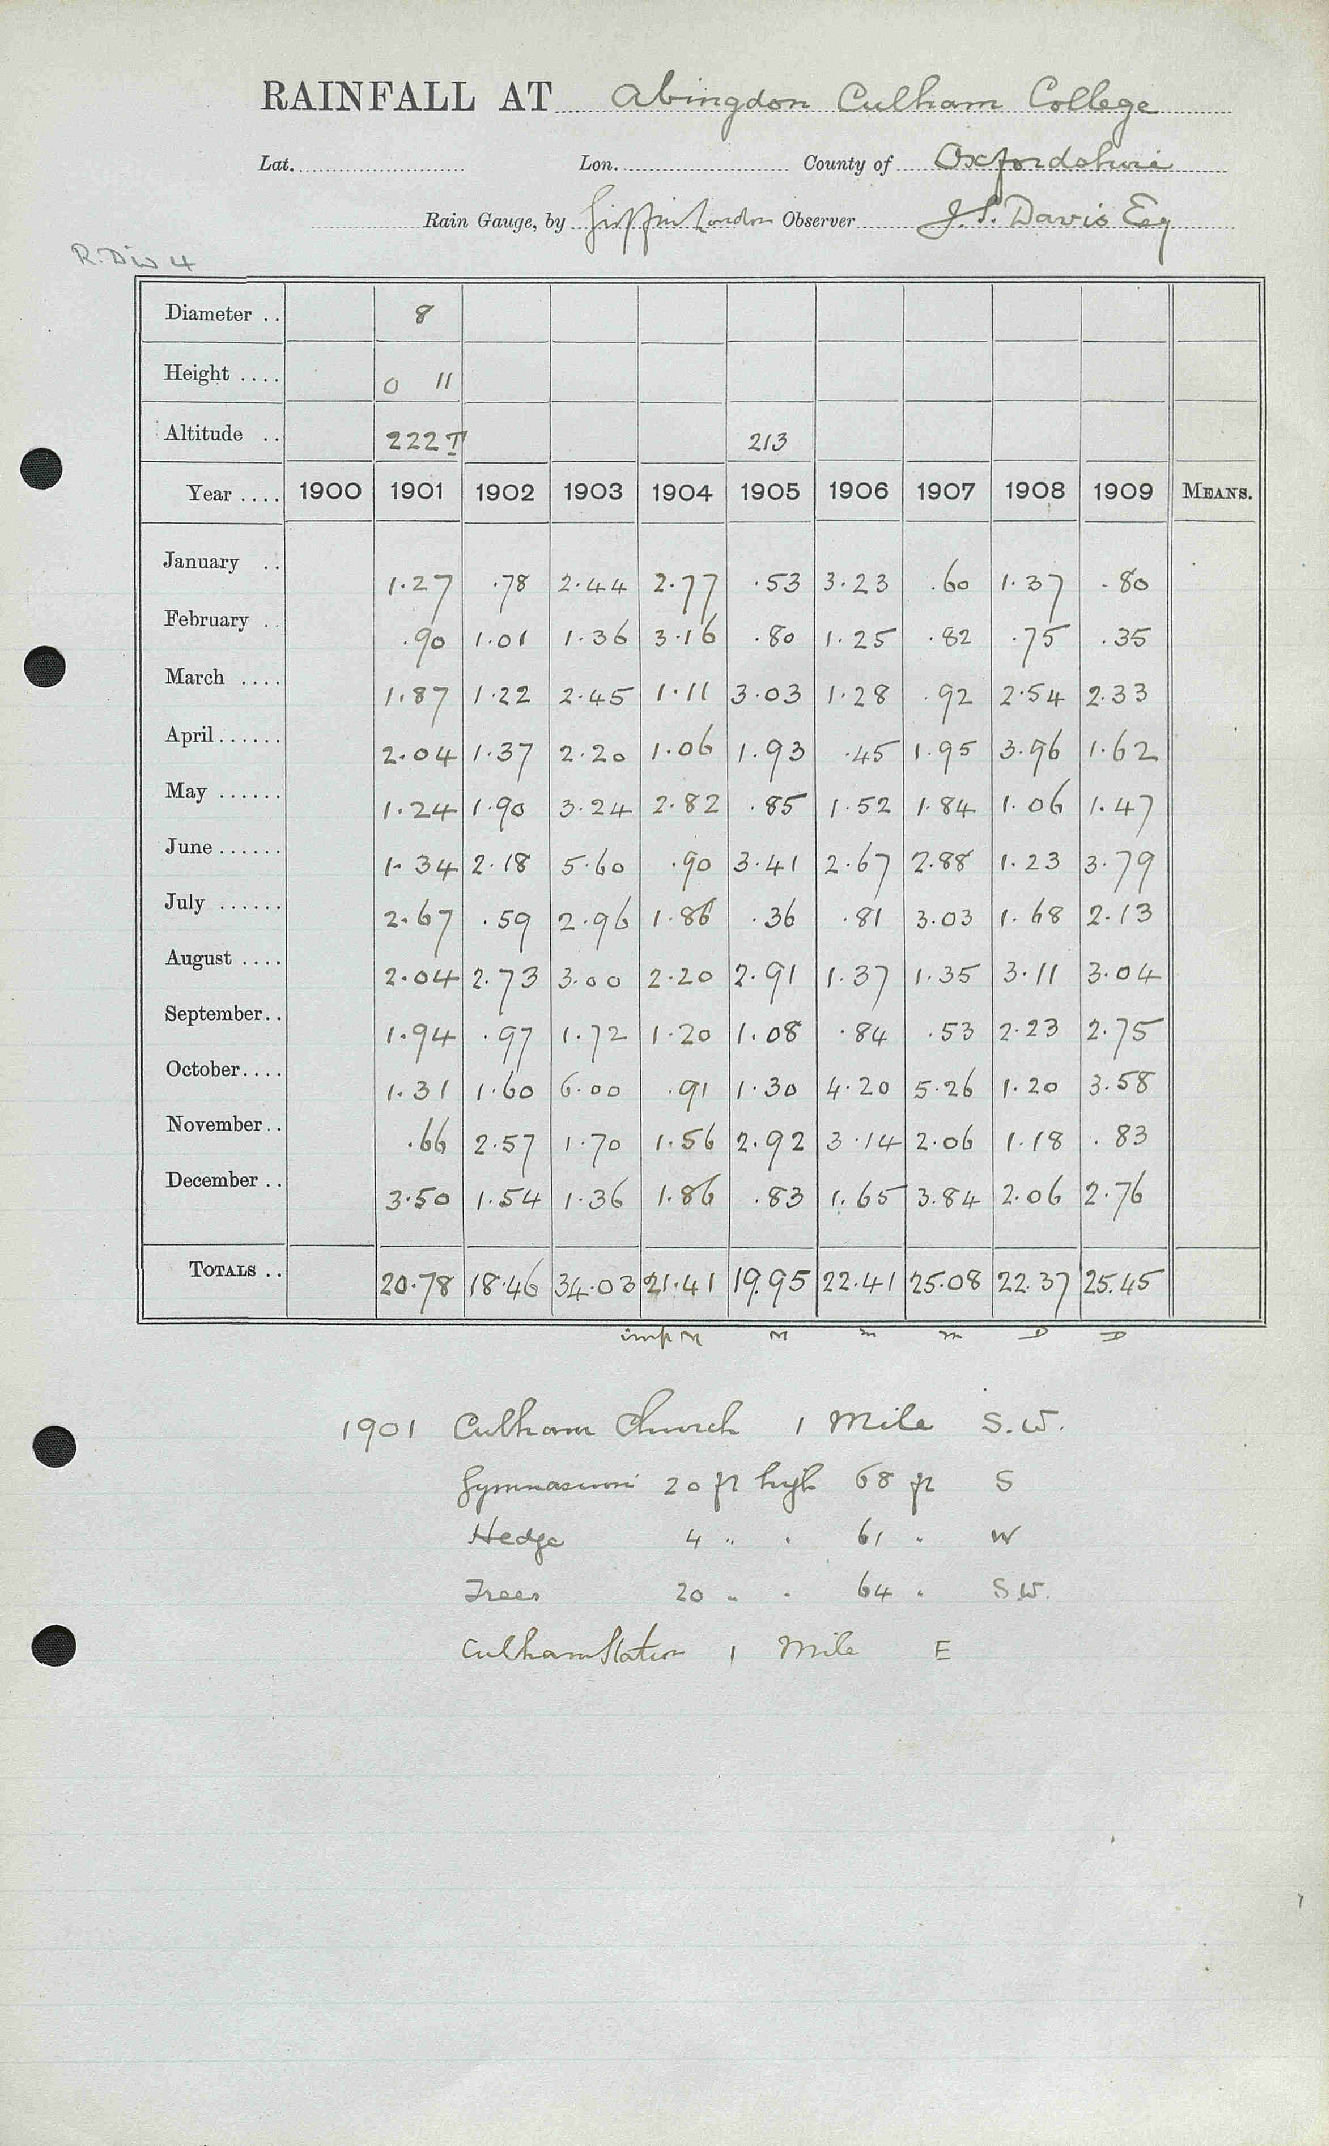 RAINFALL AT Abingdon Culham College
Lat. Lon. County of Oxfordshire
Rain Gauge, by Griffin London Observer J. S. Davis Esq
R. Div 4
Diameter .. 8
Height .... 0 11
Altitude .. 222 T 213
Year .... 1900 1901 1902 1903 1904 1905 1906 1907 1908 1909 MEANS.
January .. 1.27 .78 2.44 2.77 .53 3.23 .60 1.37 .80
February .. .90 1.01 1.36 3.16 .80 1.25 .82 .75 .35
March .... 1.87 1.22 2.45 1.11 3.03 1.28 .92 2.54 2.33
April...... 2.04 1.37 2.20 1.06 1.93 .45 1.95 3.96 1.62
May ...... 1.24 1.90 3.24 2.82 .85 1.52 1.84 1.06 1.47
June...... 1.34 2.18 5.60 .90 3.41 2.67 2.88 1.23 3.79
July ...... 2.67 .59 2.96 1.86 .36 .81 3.03 1.68 2.13
August .... 2.04 2.73 3.00 2.20 2.91 1.37 1.35 3.11 3.04
September.. 1.94 .97 1.72 1.20 1.08 .84 .53 2.23 2.75
October.... 1.31 1.60 6.00 .91 1.30 4.20 5.26 1.20 3.58
November.. .66 2.57 1.70 1.56 2.92 3.14 2.06 1.18 .83
December .. 3.50 1.54 1.36 1.86 .83 1.65 3.84 2.06 2.76
TOTALS .. 20.78 18.46 34.03 21.41 19.95 22.41 25.08 22.37 25.45
imp M M m m D D
1901 Culham Church 1 Mile S.W.
Gymnasium 20 ft high 68 ft S
Hedge 4 " " 61 " W
Trees 20 " " 64 " S.W.
Culham Station 1 Mile E